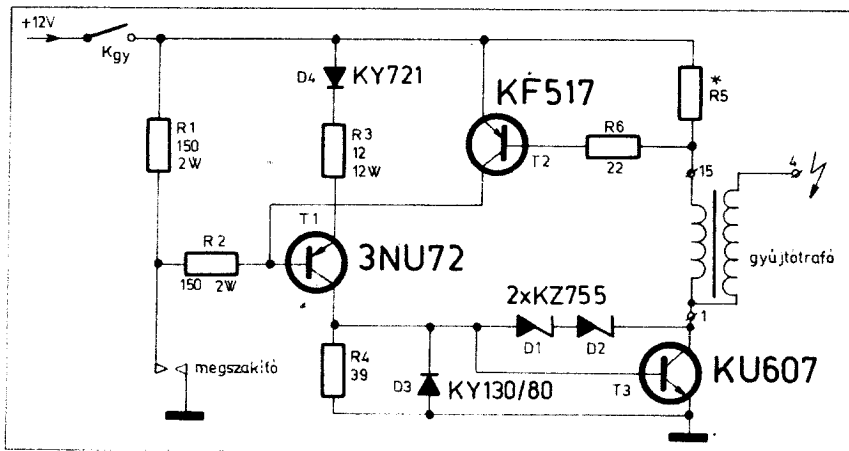 +12V
Kgy
D4
KY721
KF517
*
R5
R1
150
2W
R3
12
12W
T2
R6
22
15
4
T1
R2
150 2W
3NU72
gyújtótrafó
2xKZ755
1
D1
D2
megszakító
R4
39
D3
KY130/80
T3
KU607